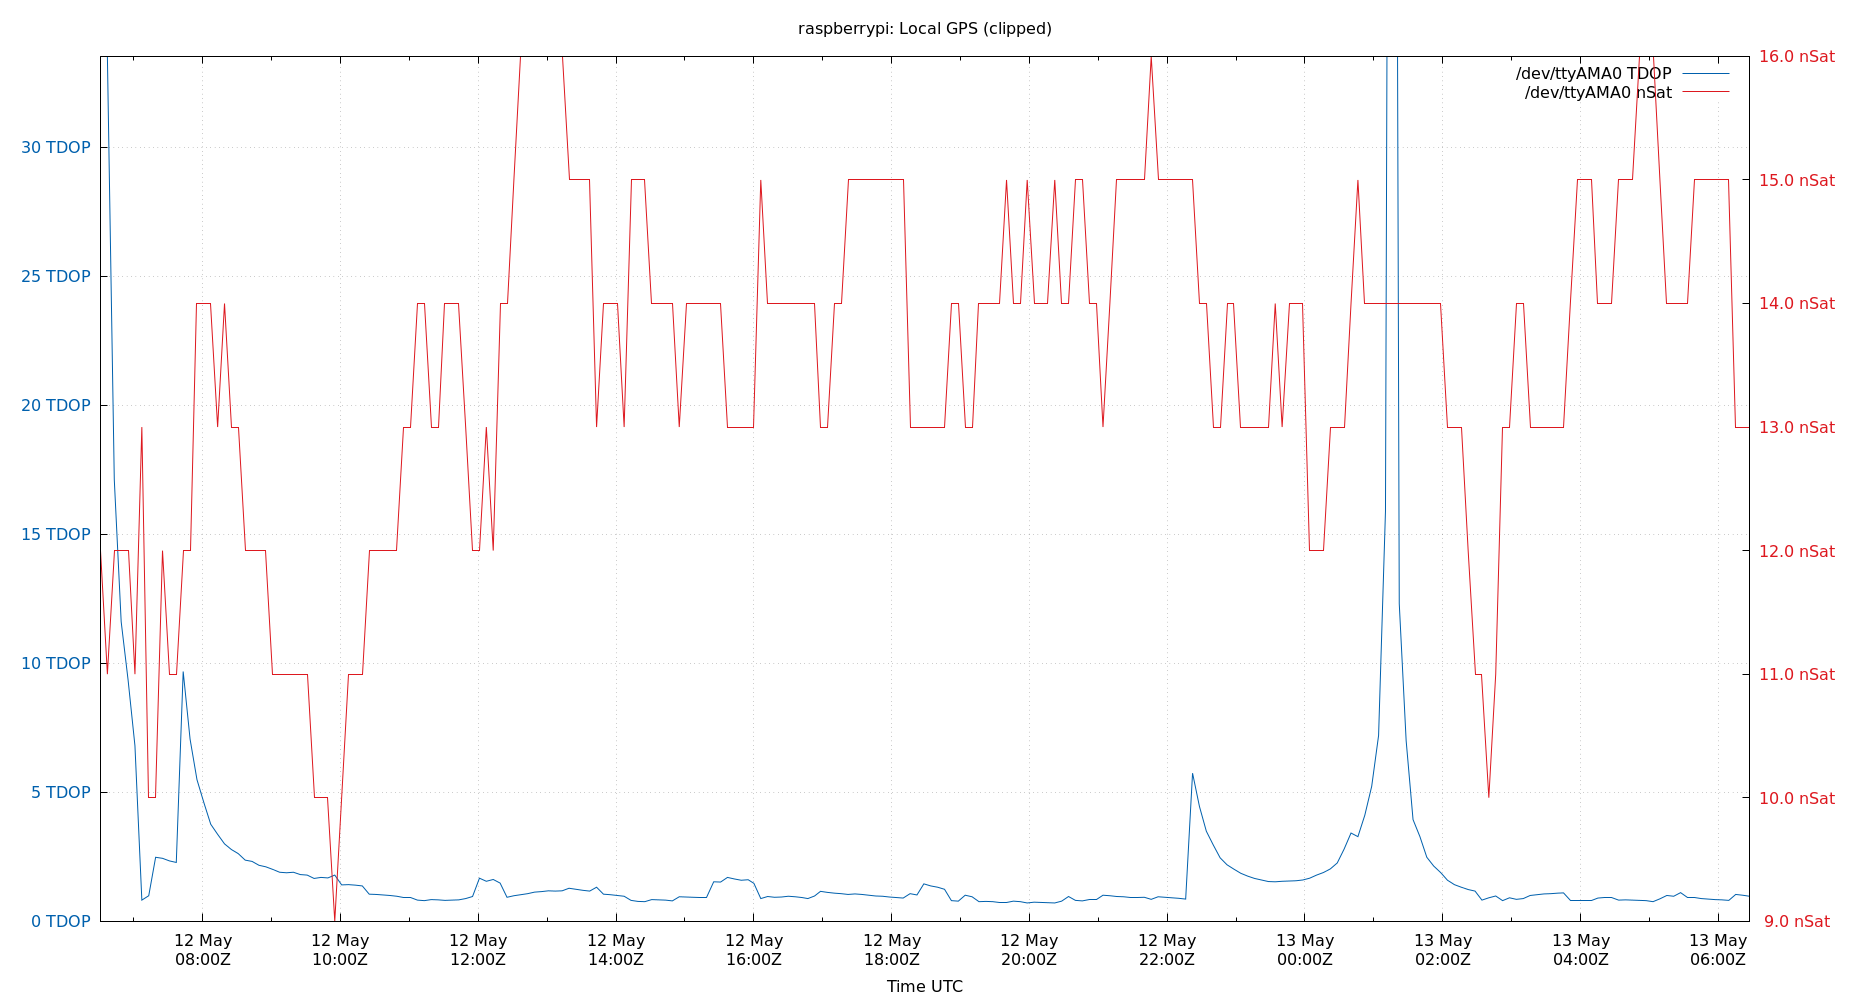 raspberrypi: Local GPS (clipped)
/dev/ttyAMA0 TDOP
/dev/ttyAMA0 nSat
30 TDOP
25 TDOP
20 TDOP
15 TDOP
10 TDOP
5 TDOP
0 TDOP
16.0 nSat
15.0 nSat
14.0 nSat
13.0 nSat
12.0 nSat
11.0 nSat
10.0 nSat
9.0 nSat
12 May
08:00Z
12 May
10:00Z
12 May
12:00Z
12 May
14:00Z
12 May
16:00Z
12 May
18:00Z
12 May
20:00Z
12 May
22:00Z
13 May
00:00Z
13 May
02:00Z
13 May
04:00Z
13 May
06:00Z
Time UTC